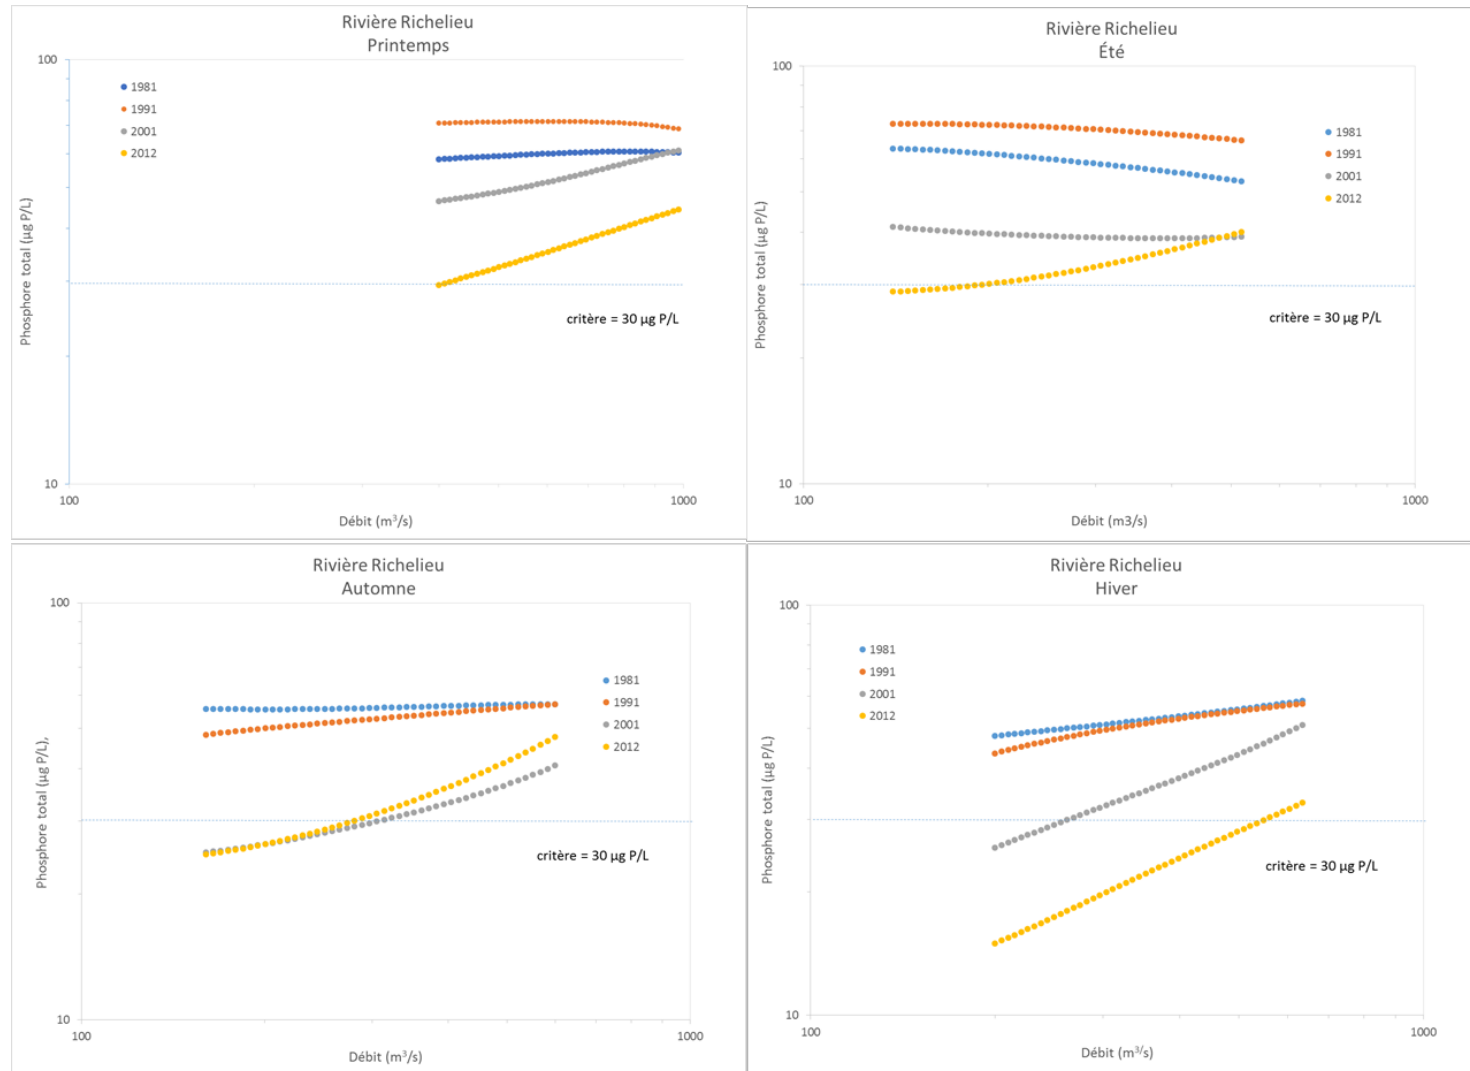 Rivière Richelieu
Printemps
100
1981
1991
2001
2012
Phosphore total (µg P/L)
critère = 30 µg P/L
10
100
1000
Débit (m³/s)
Rivière Richelieu
Été
100
1981
1991
2001
2012
Phosphore total (µg P/L)
critère = 30 µg P/L
10
100
1000
Débit (m3/s)
Rivière Richelieu
Automne
100
1981
1991
2001
2012
Phosphore total (µg P/L),
critère = 30 µg P/L
10
100
1000
Débit (m³/s)
Rivière Richelieu
Hiver
100
1981
1991
2001
2012
Phosphore total (µg P/L)
critère = 30 µg P/L
10
100
1000
Débit (m³/s)